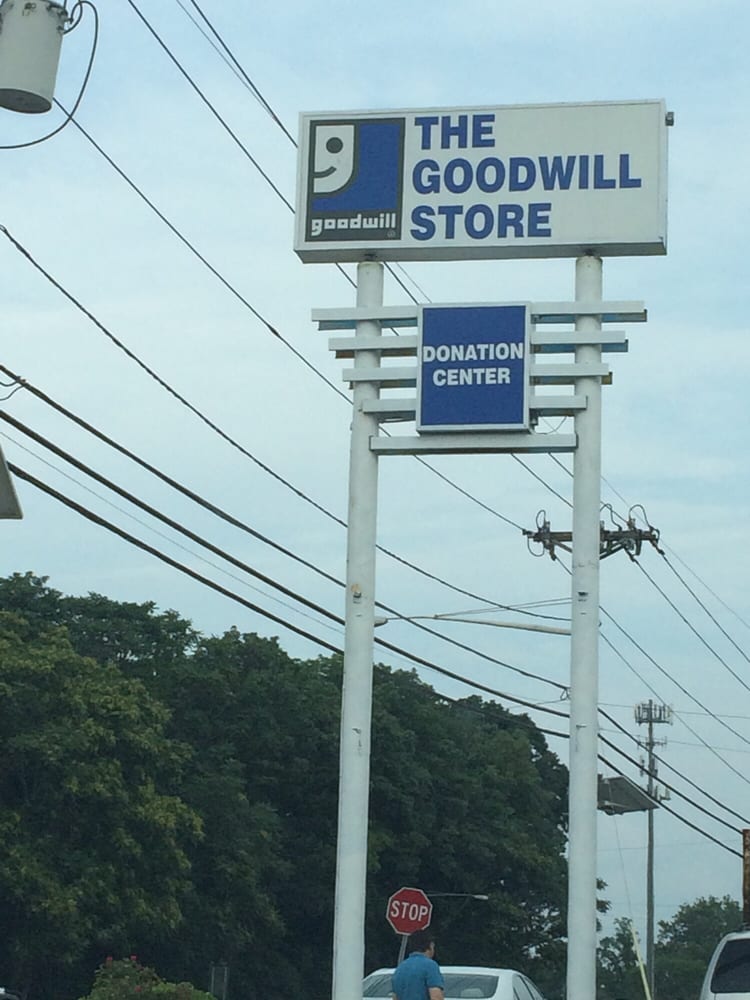 THE
GOODWILL
STORE
goodwill
DONATION
CENTER
STOP